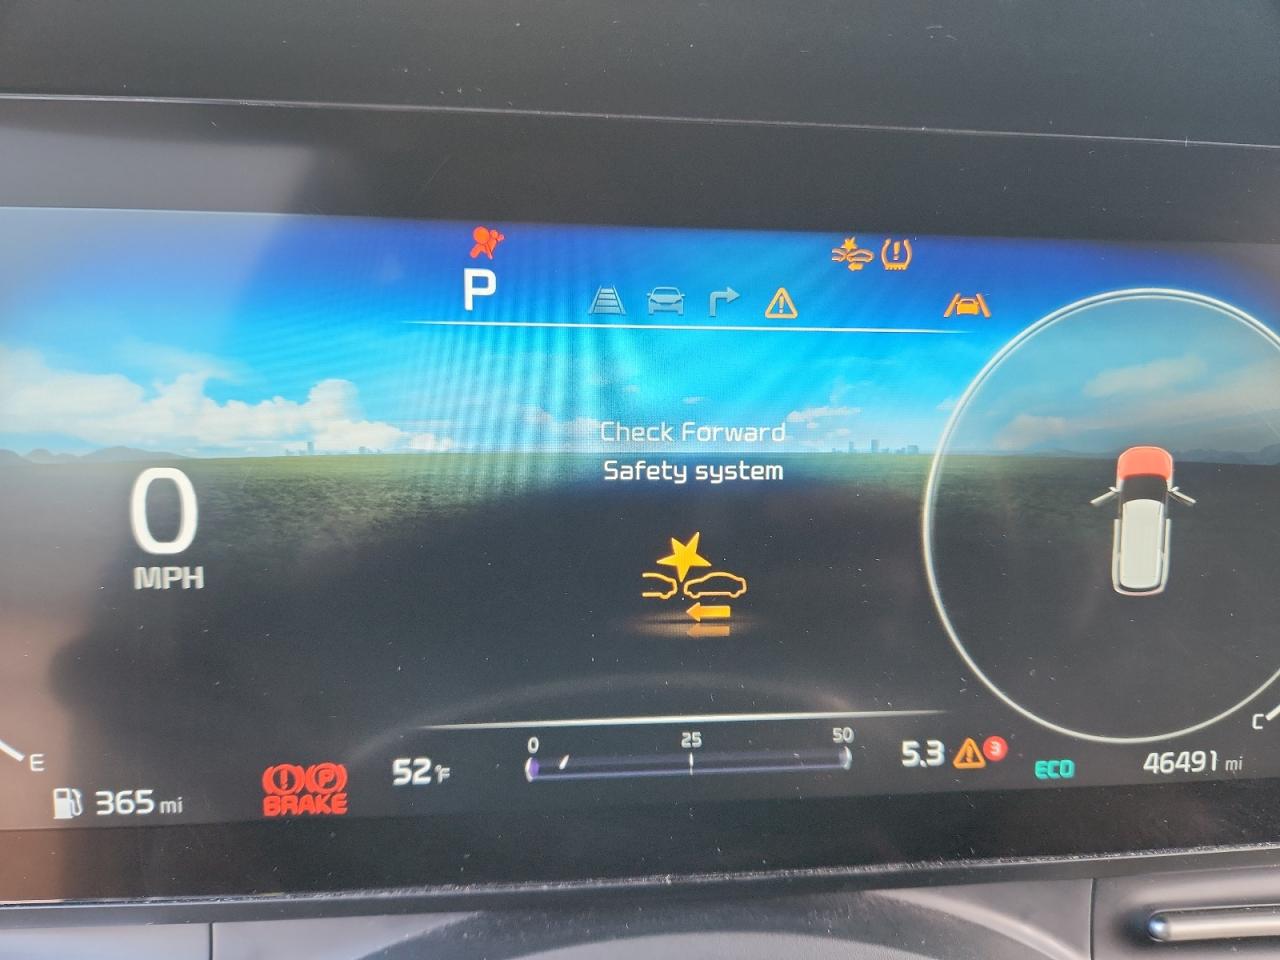 P
Check Forward
Safety system
0
MPH
0 25 50
E
365 mi
BRAKE
52°F
5.3
3
ECO
46491 mi
C